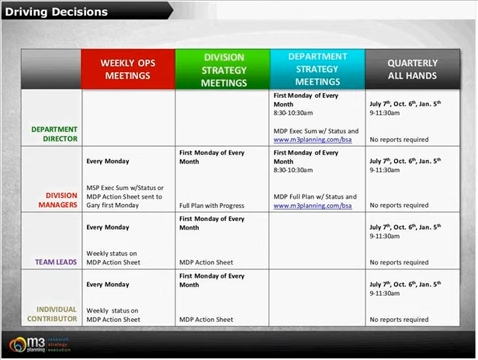 Driving Decisions
WEEKLY OPS
MEETINGS
DIVISION
STRATEGY
MEETINGS
DEPARTMENT
STRATEGY
MEETINGS
QUARTERLY
ALL HANDS
DEPARTMENT
DIRECTOR
First Monday of Every
Month
8:30-10:30am
MDP Exec Sum w/ Status and
www.m3planning.com/bsa
July 7th, Oct. 6th, Jan. 5th
9-11:30am
No reports required
DIVISION
MANAGERS
Every Monday
MSP Exec Sum w/Status or
MDP Action Sheet sent to
Gary first Monday
First Monday of Every
Month
Full Plan with Progress
First Monday of Every
Month
8:30-10:30am
MDP Full Plan w/ Status and
www.m3planning.com/bsa
July 7th, Oct. 6th, Jan. 5th
9-11:30am
No reports required
TEAM LEADS
Every Monday
Weekly status on
MDP Action Sheet
First Monday of Every
Month
MDP Action Sheet
July 7th, Oct. 6th, Jan. 5th
9-11:30am
No reports required
INDIVIDUAL
CONTRIBUTOR
Every Monday
Weekly status on
MDP Action Sheet
First Monday of Every
Month
MDP Action Sheet
July 7th, Oct. 6th, Jan. 5th
9-11:30am
No reports required
m3
planning
research
strategy
execution